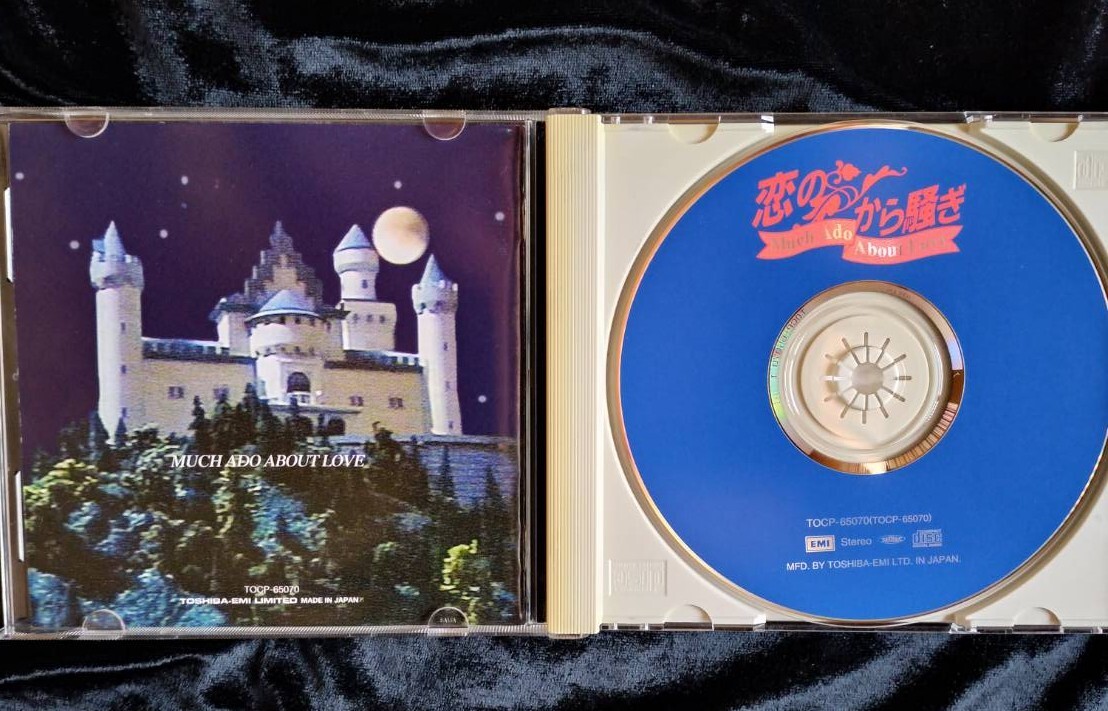 MUCH ADO ABOUT LOVE
TOCP-65070
TOSHIBA-EMI LIMITED MADE IN JAPAN
恋のから騒ぎ
Much Ado
About Love
TOCP-65070(TOCP-65070)
EMI Stereo
MFD. BY TOSHIBA-EMI LTD. IN JAPAN.